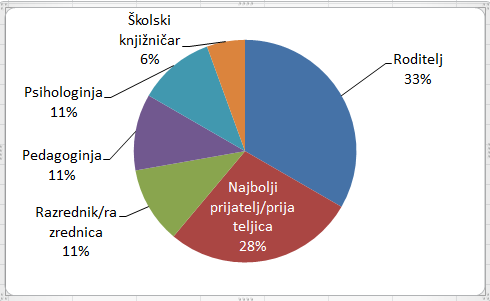 Školski
knjižničar
6%
Roditelj
33%
Psihologinja
11%
Pedagoginja
11%
Najbolji
prijatelj/prija
teljica
28%
Razrednik/ra
zrednica
11%